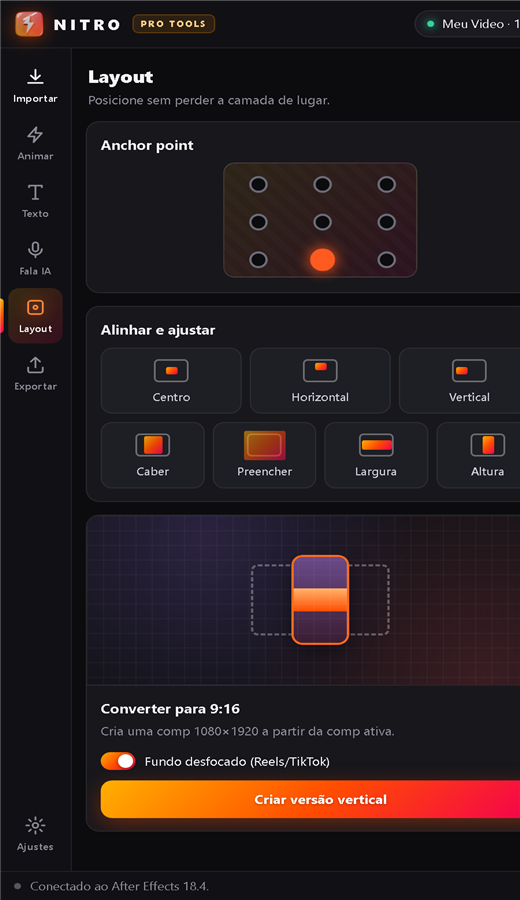 NITRO PRO TOOLS
Meu Video · 1
Importar
Animar
Texto
Fala IA
Layout
Exportar
Ajustes
Layout
Posicione sem perder a camada de lugar.
Anchor point
Alinhar e ajustar
Centro
Horizontal
Vertical
Caber
Preencher
Largura
Altura
Converter para 9:16
Cria uma comp 1080×1920 a partir da comp ativa.
Fundo desfocado (Reels/TikTok)
Criar versão vertical
Conectado ao After Effects 18.4.